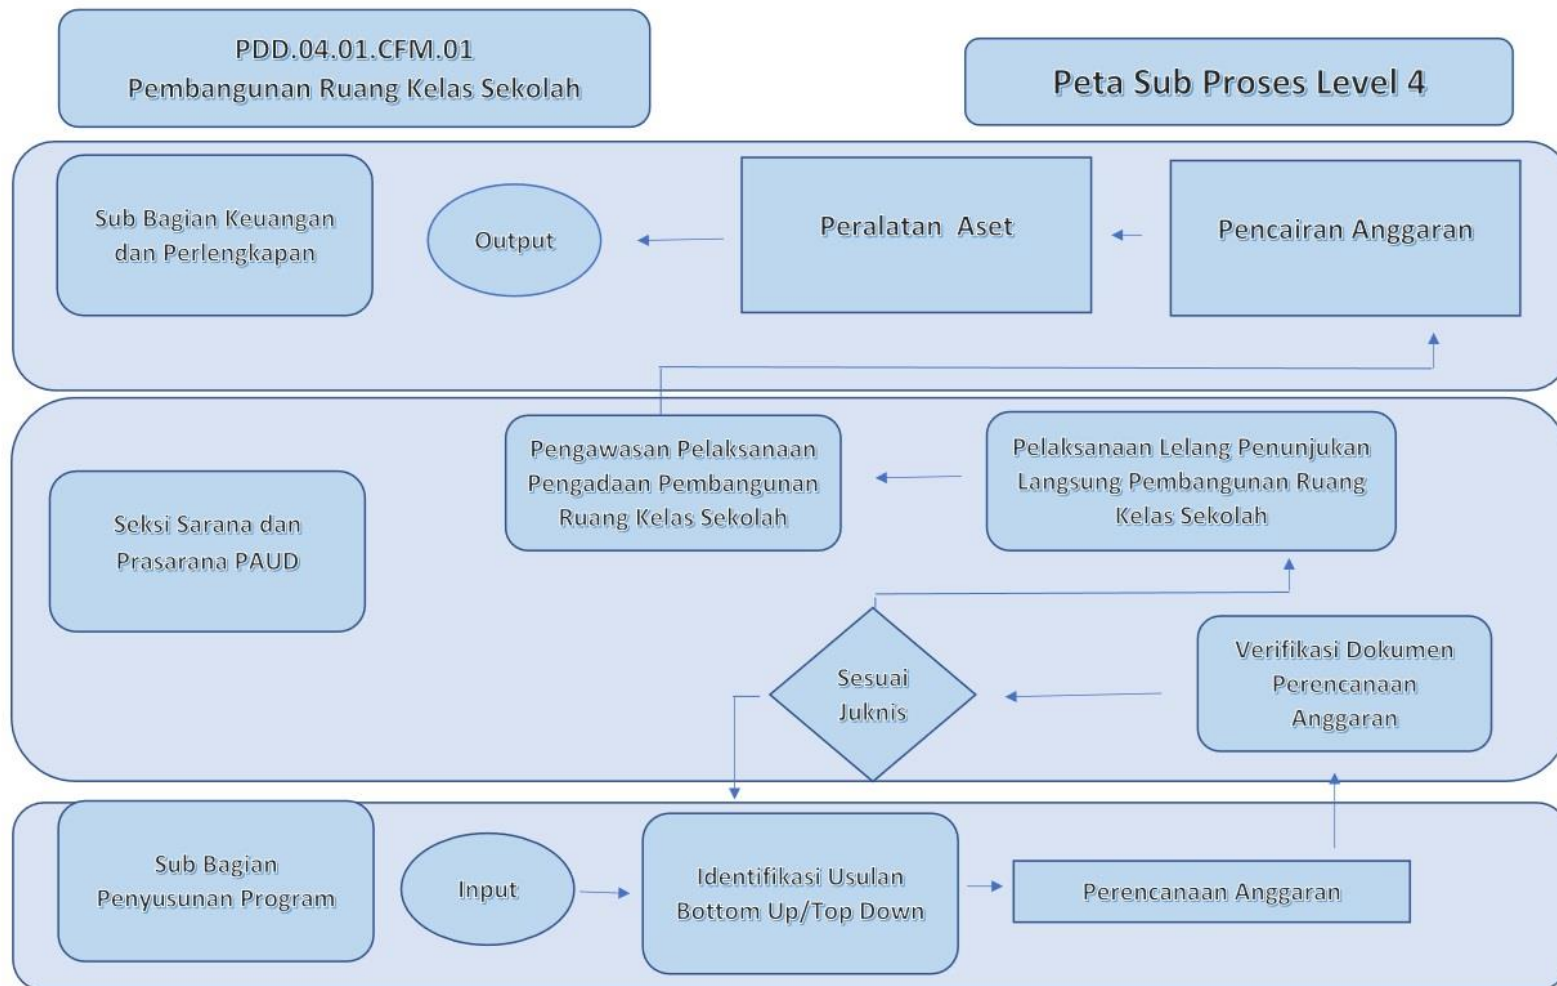 PDD.04.01.CFM.01
Pembangunan Ruang Kelas Sekolah
Peta Sub Proses Level 4
Sub Bagian Keuangan
dan Perlengkapan
Output
Peralatan Aset
Pencairan Anggaran
Seksi Sarana dan
Prasarana PAUD
Pengawasan Pelaksanaan
Pengadaan Pembangunan
Ruang Kelas Sekolah
Pelaksanaan Lelang Penunjukan
Langsung Pembangunan Ruang
Kelas Sekolah
Sesuai
Juknis
Verifikasi Dokumen
Perencanaan
Anggaran
Sub Bagian
Penyusunan Program
Input
Identifikasi Usulan
Bottom Up/Top Down
Perencanaan Anggaran